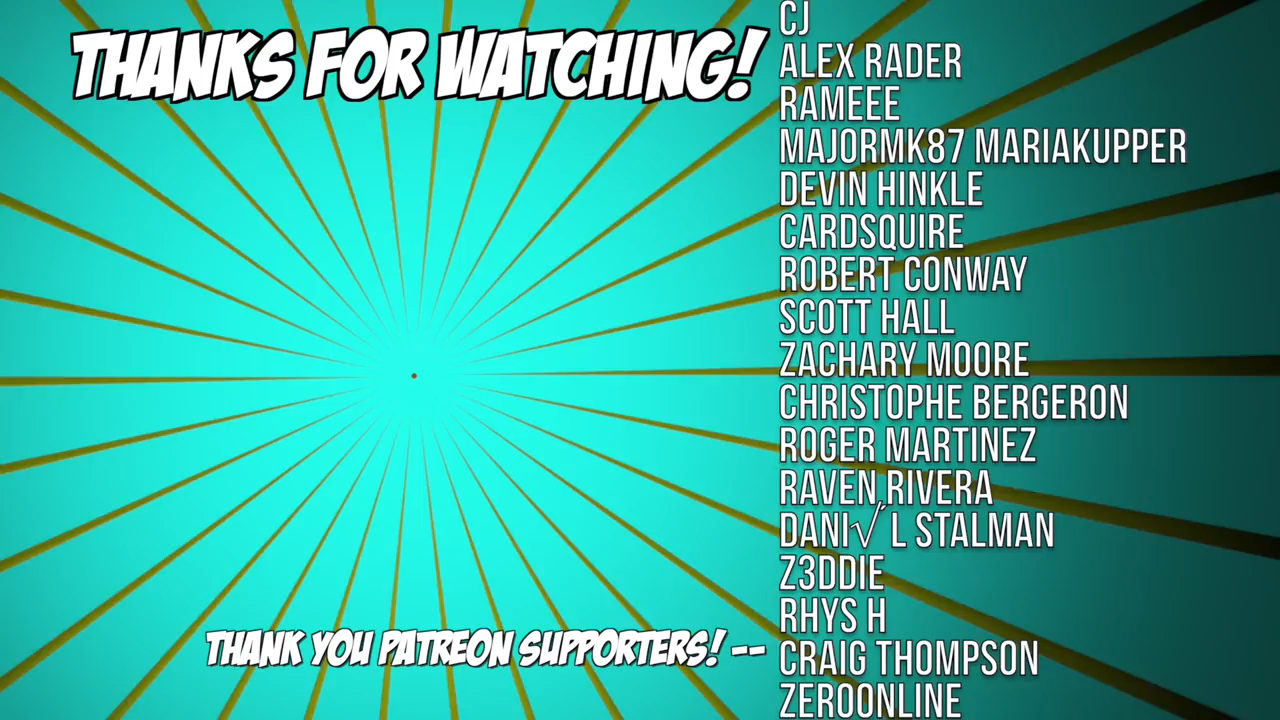 THANKS FOR WATCHING!
CJ
ALEX RADER
RAMEEE
MAJORMK87 MARIAKUPPER
DEVIN HINKLE
CARDSQUIRE
ROBERT CONWAY
SCOTT HALL
ZACHARY MOORE
CHRISTOPHE BERGERON
ROGER MARTINEZ
RAVEN RIVERA
DANI√´L STALMAN
Z3DDIE
RHYS H
THANK YOU PATREON SUPPORTERS! --
CRAIG THOMPSON
ZEROONLINE